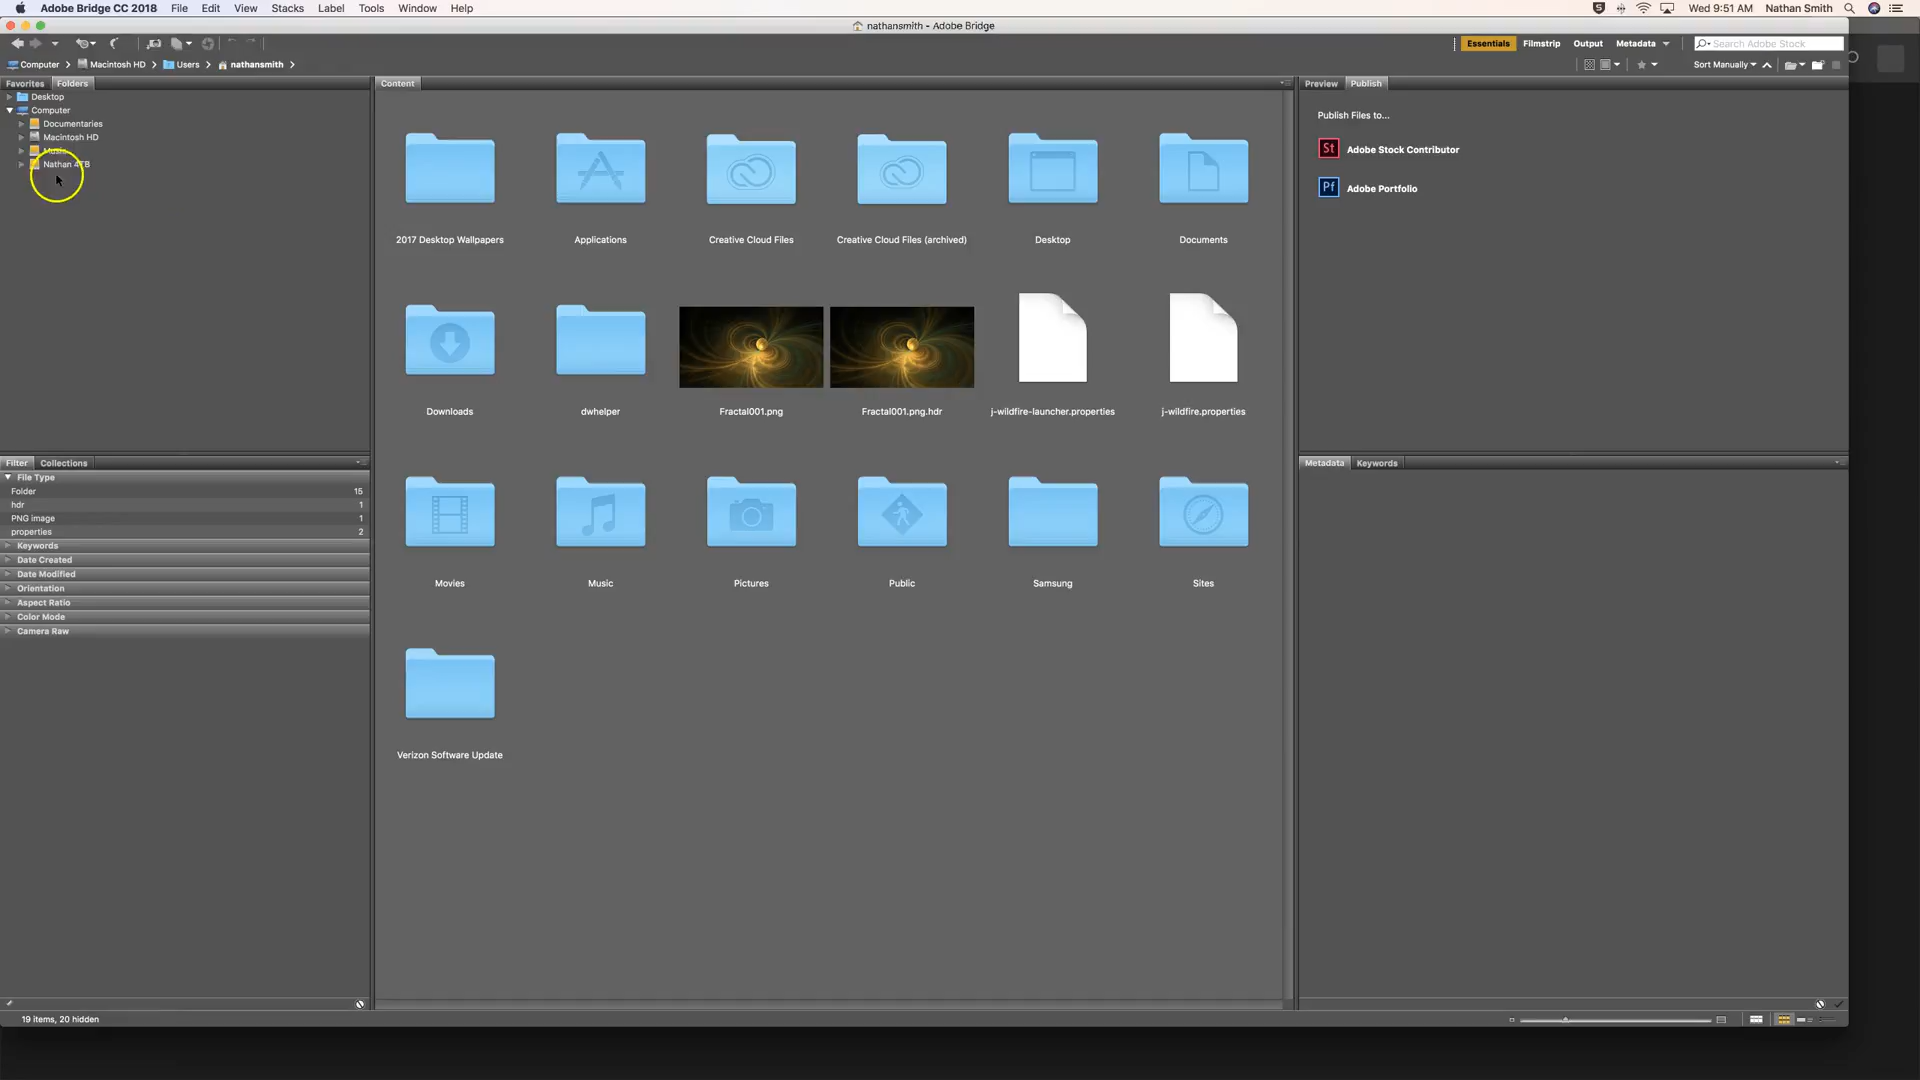 Adobe Bridge CC 2018 File Edit View Stacks Label Tools Window Help Wed 9:51 AM Nathan Smith
nathansmith - Adobe Bridge
Essentials Filmstrip Output Metadata Search Adobe Stock
Computer Macintosh HD Users nathansmith Sort Manually
Favorites Folders
Desktop
Computer
Documentaries
Macintosh HD
Nathan 4TB
Content
2017 Desktop Wallpapers Applications Creative Cloud Files Creative Cloud Files (archived) Desktop Documents
Downloads dwhelper Fractal001.png Fractal001.png.hdr j-wildfire-launcher.properties j-wildfire.properties
Movies Music Pictures Public Samsung Sites
Verizon Software Update
Preview Publish
Publish Files to...
St Adobe Stock Contributor
Pf Adobe Portfolio
Filter Collections
File Type
Folder 15
hdr 1
PNG image 1
properties 2
Keywords
Date Created
Date Modified
Orientation
Aspect Ratio
Color Mode
Camera Raw
Metadata Keywords
19 items, 20 hidden